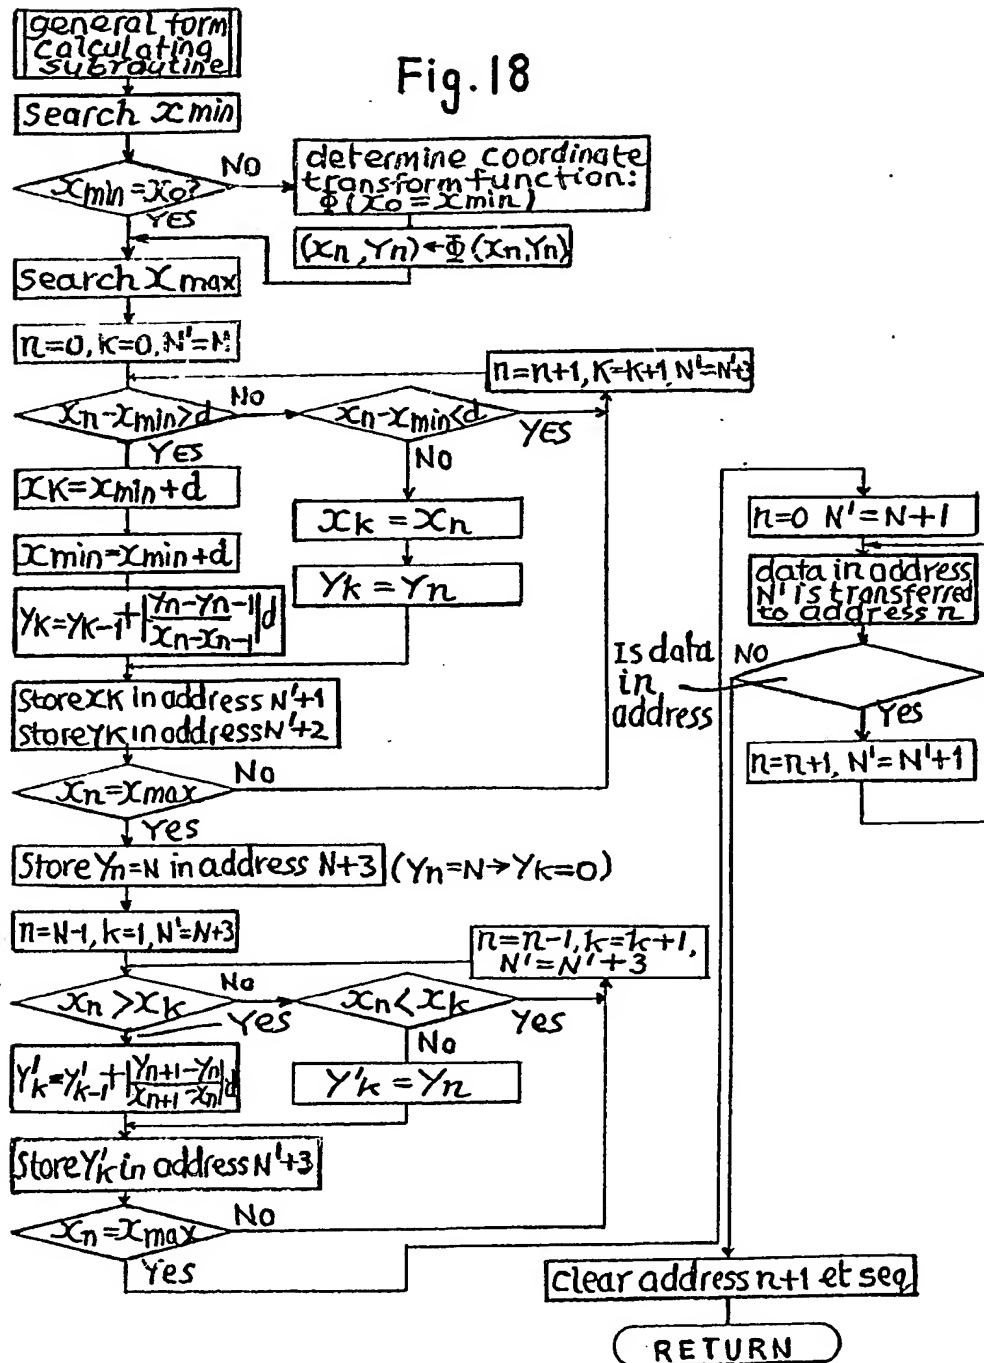 general form
calculating
subroutine
Fig. 18
search x min
xmin = x0?
NO
YES
determine coordinate
transform function:
Φ(x0 = xmin)
(xn, Yn) ← Φ(xn, Yn)
search x max
n=0, k=0, N'=N
n=n+1, K=k+1, N'=N'+3
xn-xmin>d
NO
YES
xn-xmin<d
YES
NO
xK=xmin+d
xmin=xmin+d
YK=YK-1+|yn-yn-1/xn-xn-1|d
xk = xn
Yk = Yn
Store xK in address N'+1
store YK in address N'+2
xn=xmax
No
Yes
Store Yn=N in address N+3 (Yn=N→Yk=0)
n=N-1, k=1, N'=N+3
n=n-1, k=k+1,
N'=N'+3
xn>xk
No
Yes
xn<xk
Yes
No
Y'k=Y'k-1+|Yn+1-Yn/xn+1-xn|d
Y'k = Yn
Store Y'k in address N'+3
xn=xmax
No
Yes
n=0 N'=N+1
data in address
N' is transferred
to address n
Is data
in
address
NO
Yes
n=n+1, N'=N'+1
clear address n+1 et seq
RETURN